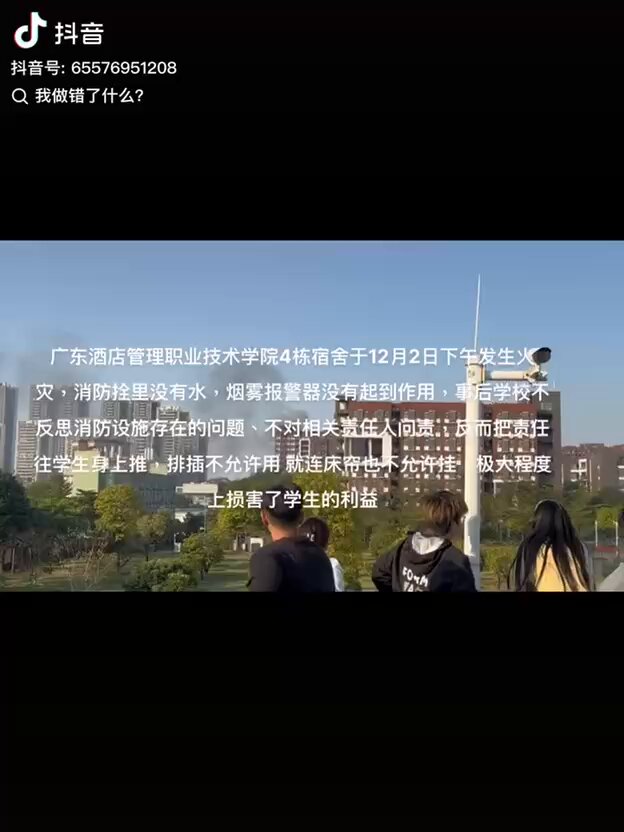 抖音
抖音号: 65576951208
我做错了什么?
广东酒店管理职业技术学院4栋宿舍于12月2日下午发生火
灾，消防拴里没有水，烟雾报警器没有起到作用，事后学校不
反思消防设施存在的问题、不对相关责任人问责，反而把责任
往学生身上推，排插不允许用 就连床帘也不允许挂 极大程度
上损害了学生的利益